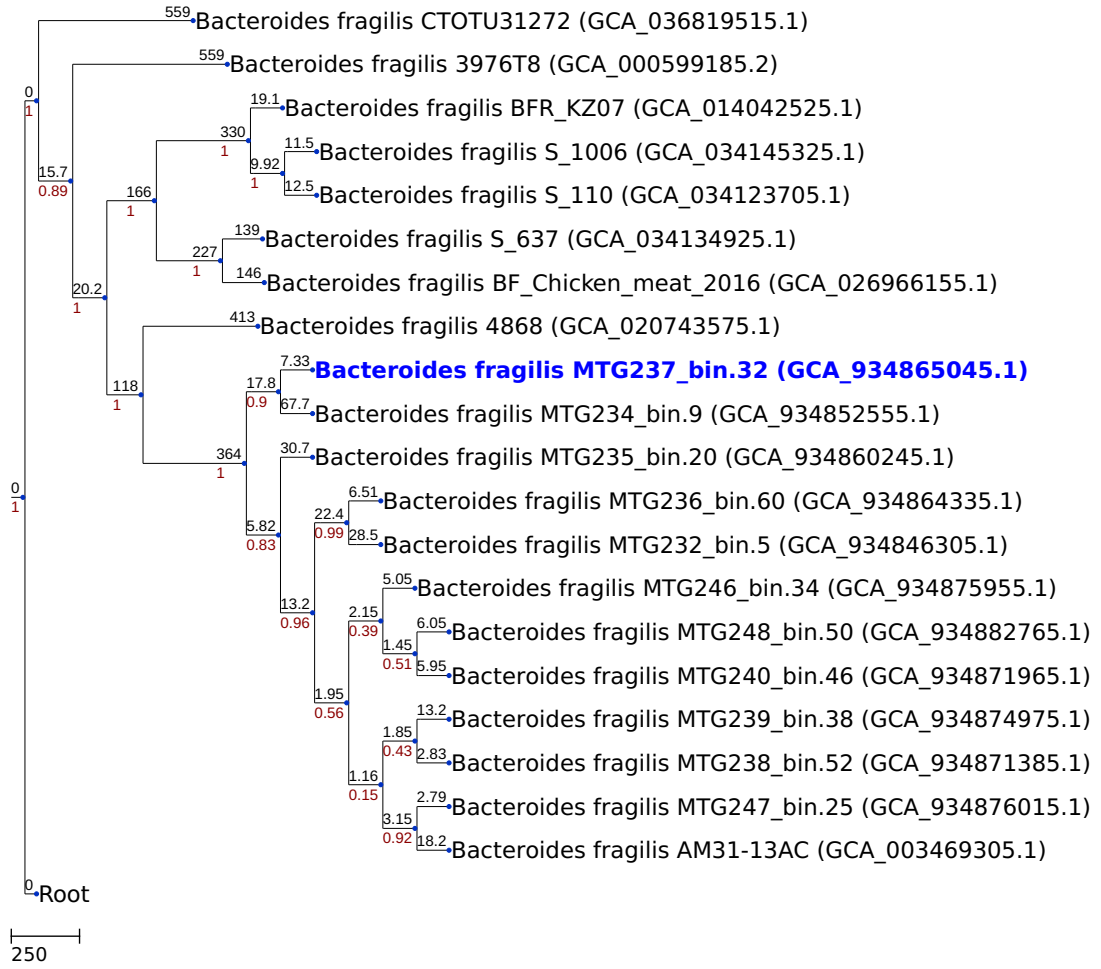 559
Bacteroides fragilis CTOTU31272 (GCA_036819515.1)
559
Bacteroides fragilis 3976T8 (GCA_000599185.2)
0
1
19.1
Bacteroides fragilis BFR_KZ07 (GCA_014042525.1)
330
1
11.5
Bacteroides fragilis S_1006 (GCA_034145325.1)
9.92
1
15.7
0.89
12.5
Bacteroides fragilis S_110 (GCA_034123705.1)
166
1
139
Bacteroides fragilis S_637 (GCA_034134925.1)
227
1
146
Bacteroides fragilis BF_Chicken_meat_2016 (GCA_026966155.1)
20.2
1
413
Bacteroides fragilis 4868 (GCA_020743575.1)
7.33
Bacteroides fragilis MTG237_bin.32 (GCA_934865045.1)
118
1
17.8
0.9
67.7
Bacteroides fragilis MTG234_bin.9 (GCA_934852555.1)
364
1
30.7
Bacteroides fragilis MTG235_bin.20 (GCA_934860245.1)
0
1
6.51
Bacteroides fragilis MTG236_bin.60 (GCA_934864335.1)
22.4
0.99
5.82
0.83
28.5
Bacteroides fragilis MTG232_bin.5 (GCA_934846305.1)
5.05
Bacteroides fragilis MTG246_bin.34 (GCA_934875955.1)
13.2
0.96
2.15
0.39
6.05
Bacteroides fragilis MTG248_bin.50 (GCA_934882765.1)
1.45
0.51
5.95
Bacteroides fragilis MTG240_bin.46 (GCA_934871965.1)
1.95
0.56
13.2
Bacteroides fragilis MTG239_bin.38 (GCA_934874975.1)
1.85
0.43
2.83
Bacteroides fragilis MTG238_bin.52 (GCA_934871385.1)
1.16
0.15
2.79
Bacteroides fragilis MTG247_bin.25 (GCA_934876015.1)
3.15
0.92
18.2
Bacteroides fragilis AM31-13AC (GCA_003469305.1)
0
Root
250